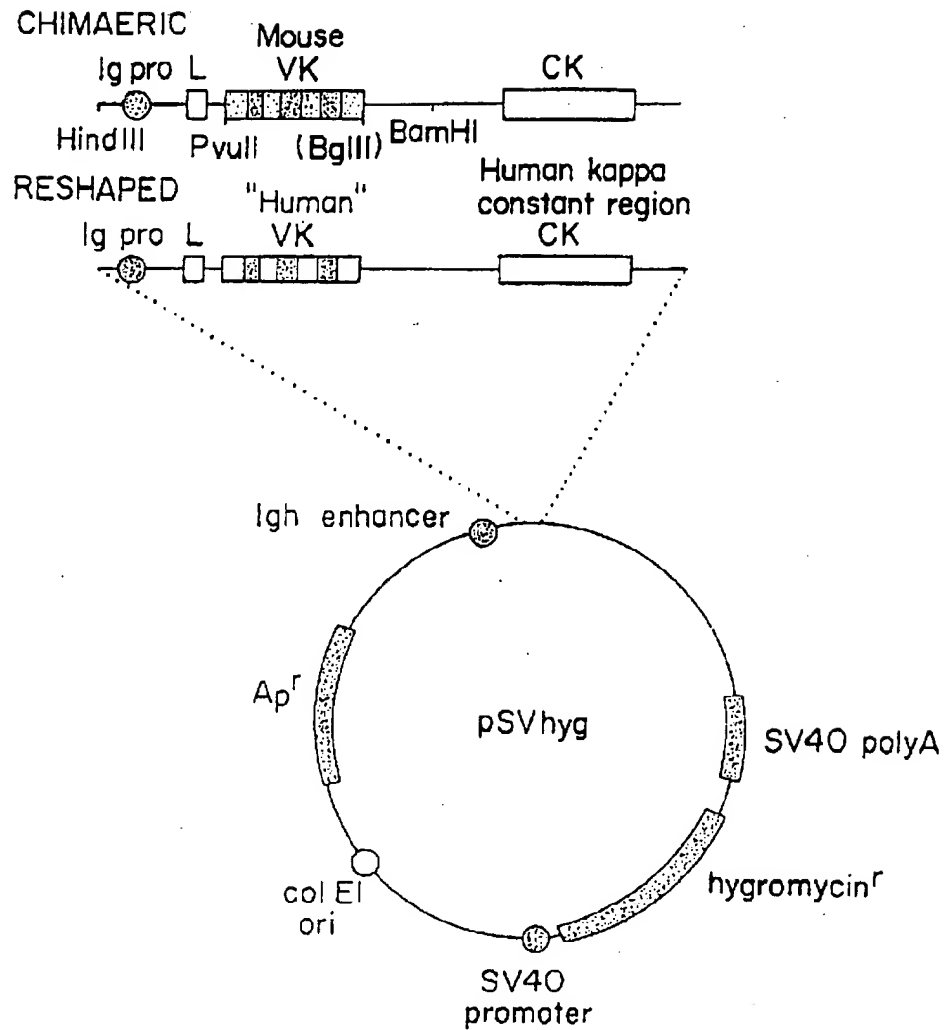 CHIMAERIC
Mouse
Ig pro L VK CK
HindIII PvuII (BglII) BamHI
RESHAPED "Human" Human kappa
constant region
Ig pro L VK CK
Igh enhancer
Ap^r
pSVhyg
SV40 polyA
hygromycin^r
col EI
ori
SV40
promoter